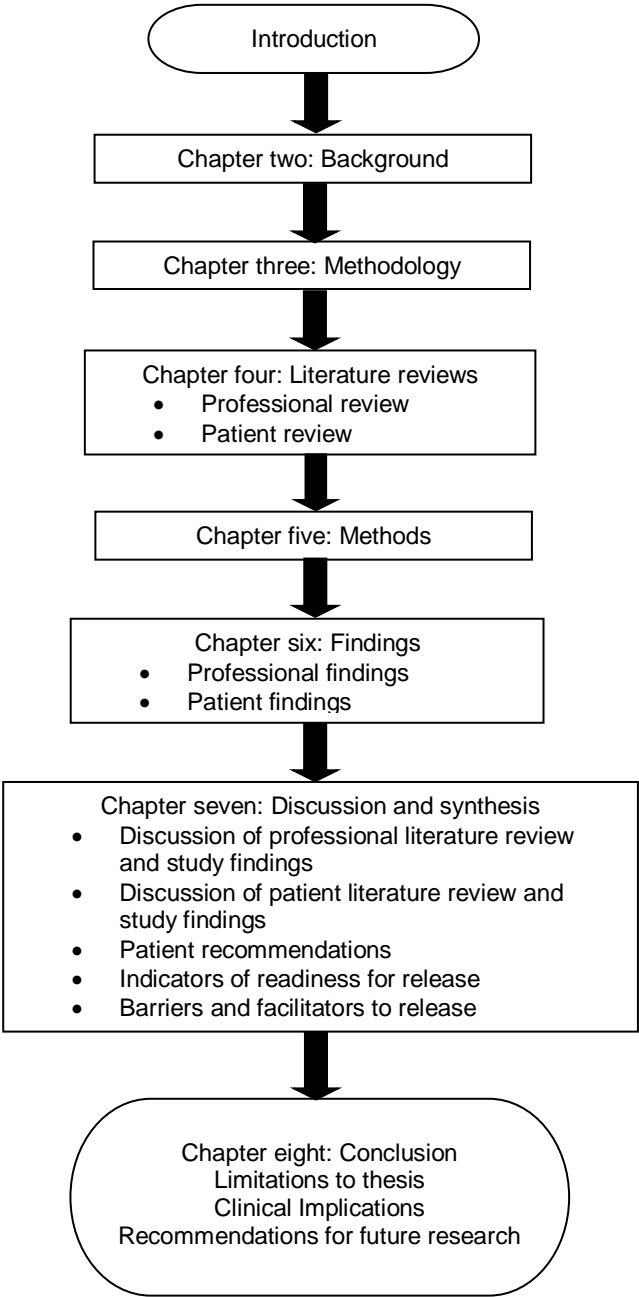 Introduction
Chapter two: Background
Chapter three: Methodology
Chapter four: Literature reviews
• Professional review
• Patient review
Chapter five: Methods
Chapter six: Findings
• Professional findings
• Patient findings
Chapter seven: Discussion and synthesis
• Discussion of professional literature review
and study findings
• Discussion of patient literature review and
study findings
• Patient recommendations
• Indicators of readiness for release
• Barriers and facilitators to release
Chapter eight: Conclusion
Limitations to thesis
Clinical Implications
Recommendations for future research